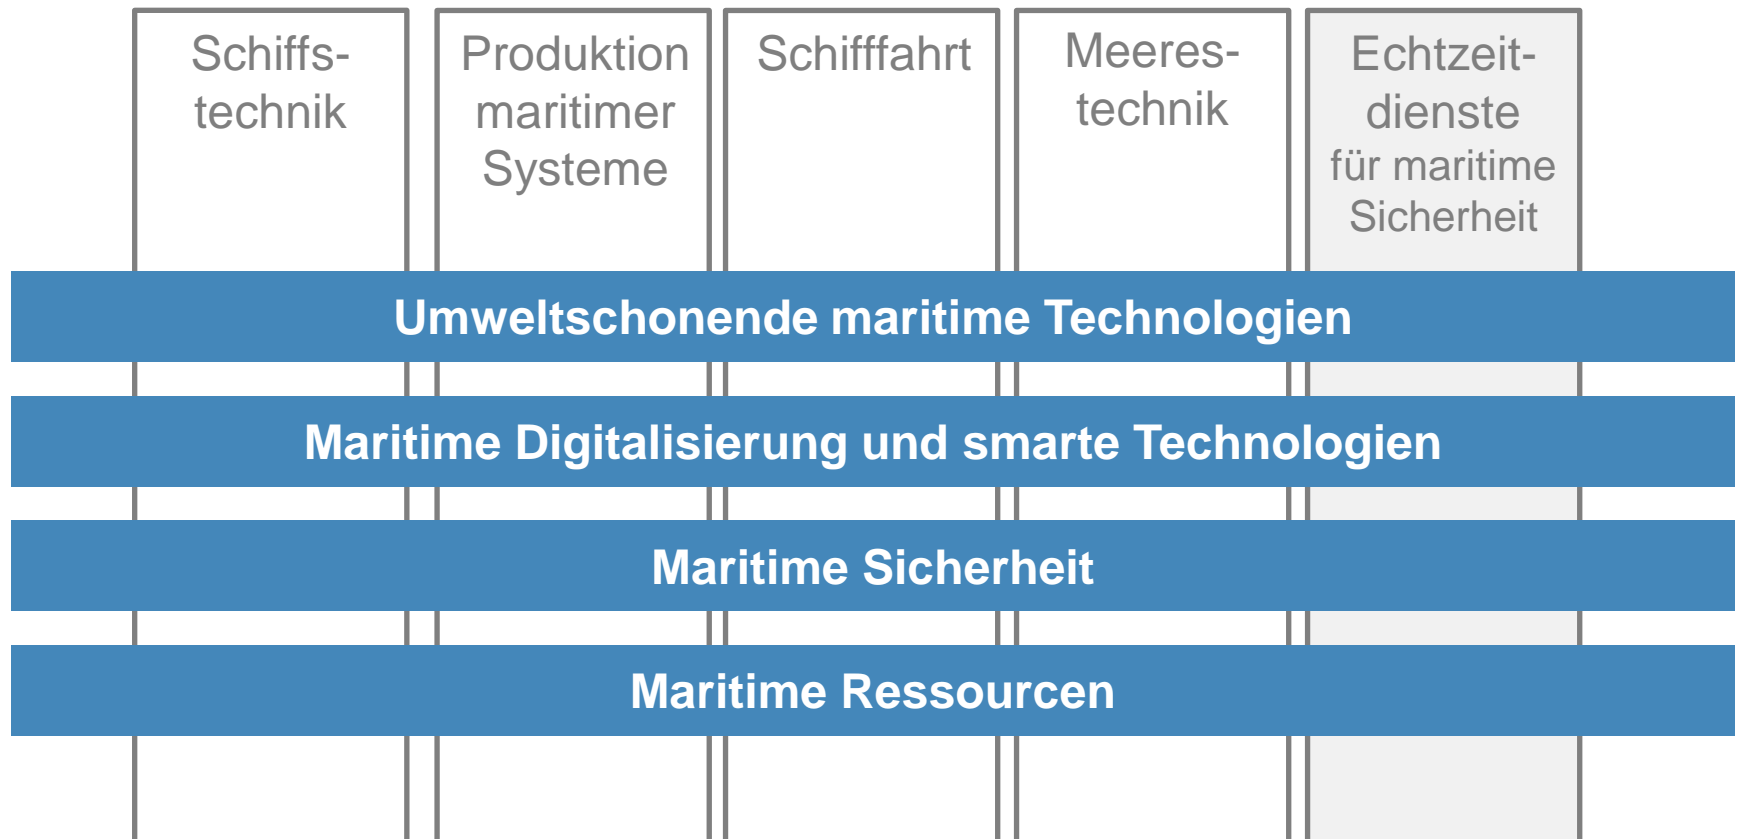 Schiffs-
technik
Produktion
maritimer
Systeme
Schifffahrt
Meeres-
technik
Echtzeit-
dienste
für maritime
Sicherheit
Umweltschonende maritime Technologien
Maritime Digitalisierung und smarte Technologien
Maritime Sicherheit
Maritime Ressourcen